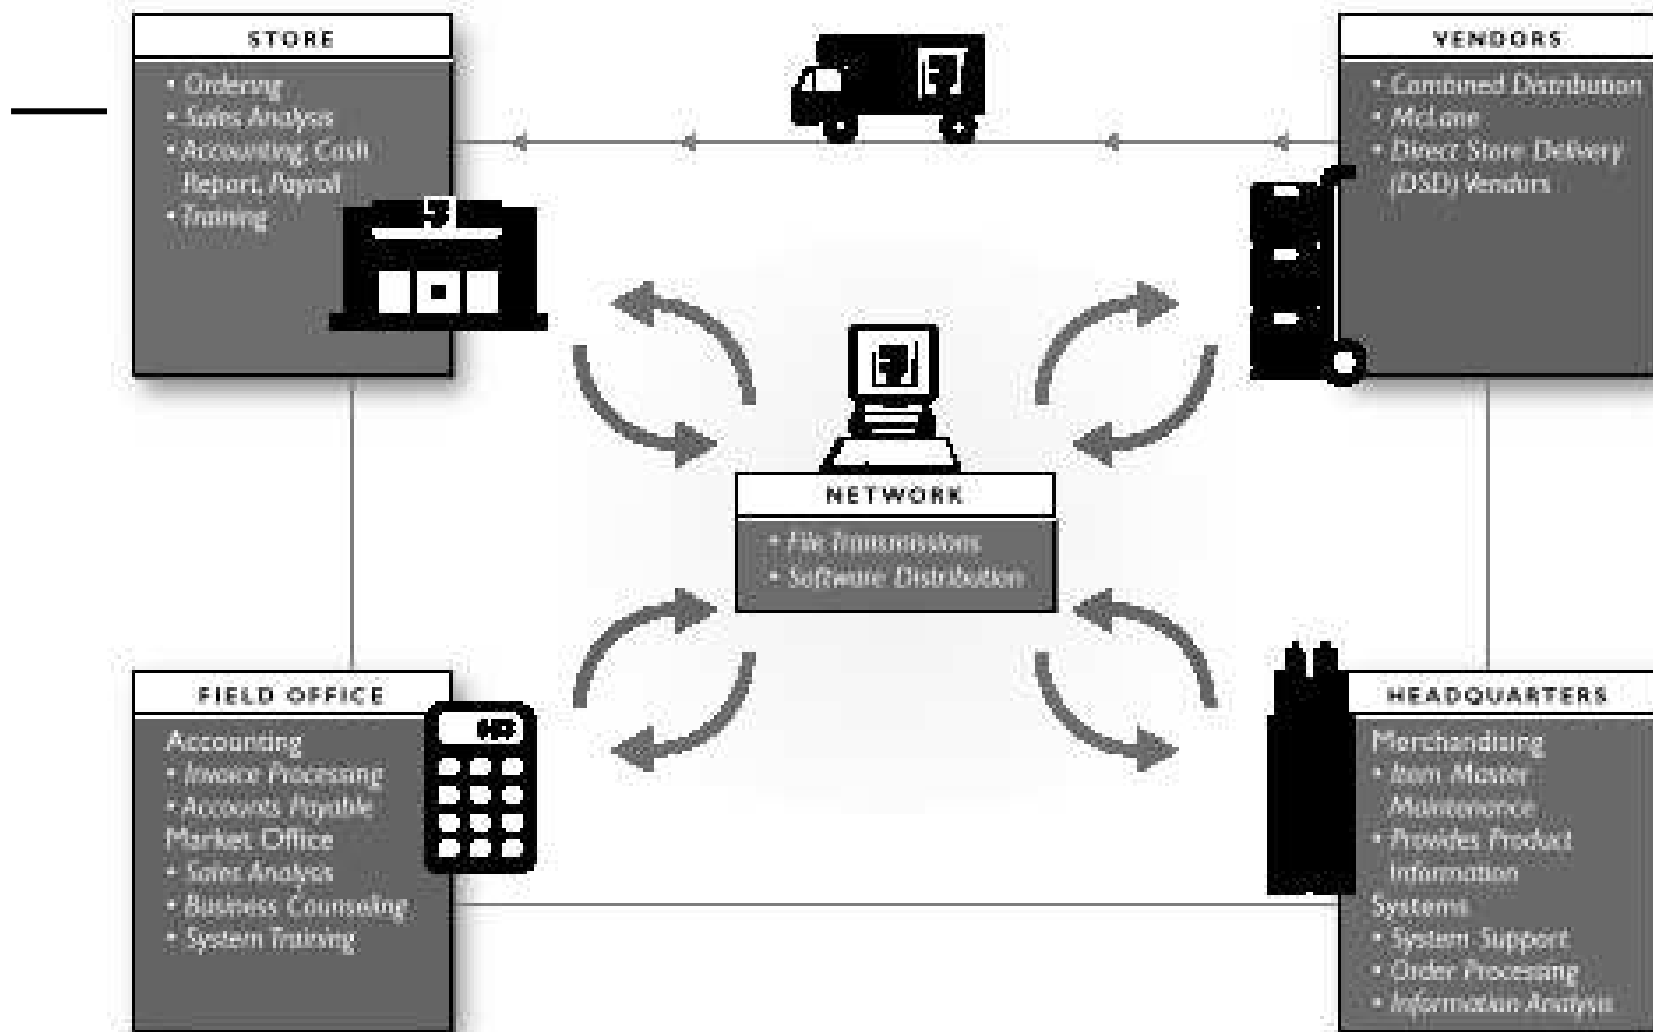 STORE
• Ordering
• Sales Analysis
• Accounting, Cash
Report, Payroll
• Training
VENDORS
• Combined Distribution
• McLane
• Direct Store Delivery
(DSD) Vendors
NETWORK
• File Transmissions
• Software Distribution
FIELD OFFICE
Accounting
• Invoice Processing
• Accounts Payable
Market Office
• Sales Analysis
• Business Counseling
• System Training
HEADQUARTERS
Merchandising
• Item Master
Maintenance
• Provides Product
Information
Systems
• System Support
• Order Processing
• Information Analysis